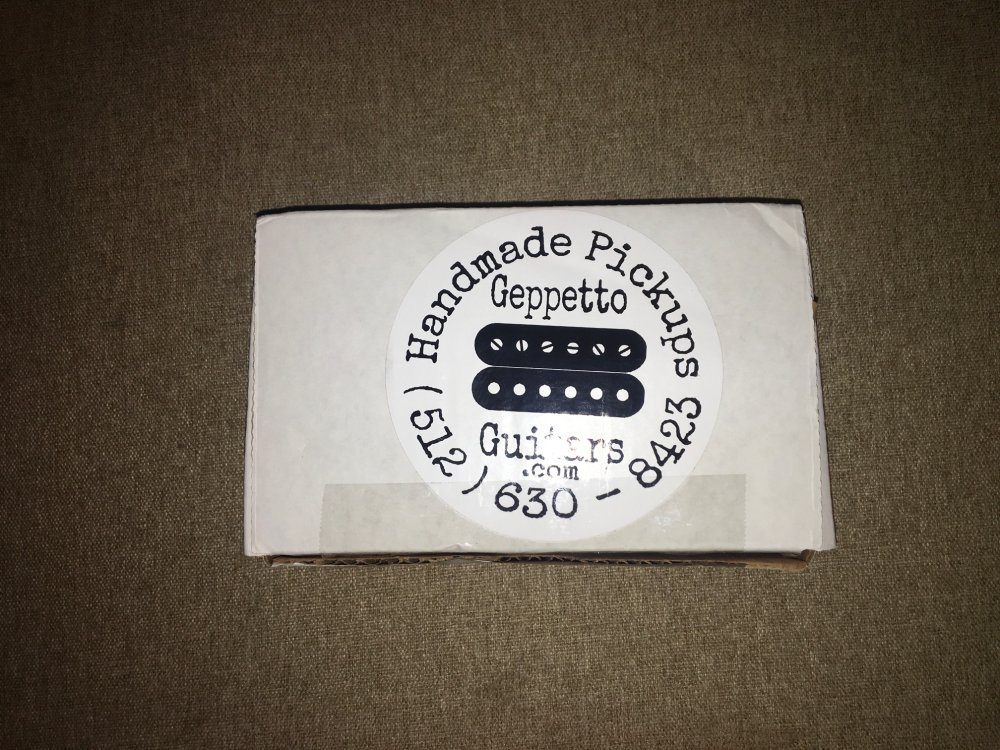 Handmade Pickups
Geppetto
Guitars
.com
(512) 630-8423